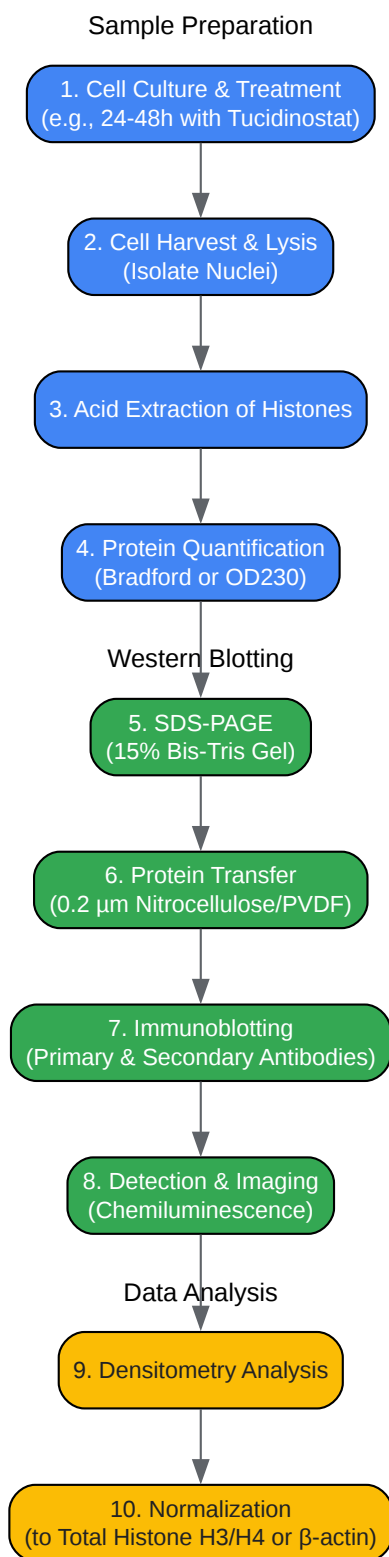 Sample Preparation
1. Cell Culture & Treatment
(e.g., 24-48h with Tucidinostat)
2. Cell Harvest & Lysis
(Isolate Nuclei)
3. Acid Extraction of Histones
4. Protein Quantification
(Bradford or OD230)
Western Blotting
5. SDS-PAGE
(15% Bis-Tris Gel)
6. Protein Transfer
(0.2 µm Nitrocellulose/PVDF)
7. Immunoblotting
(Primary & Secondary Antibodies)
8. Detection & Imaging
(Chemiluminescence)
Data Analysis
9. Densitometry Analysis
10. Normalization
(to Total Histone H3/H4 or β-actin)